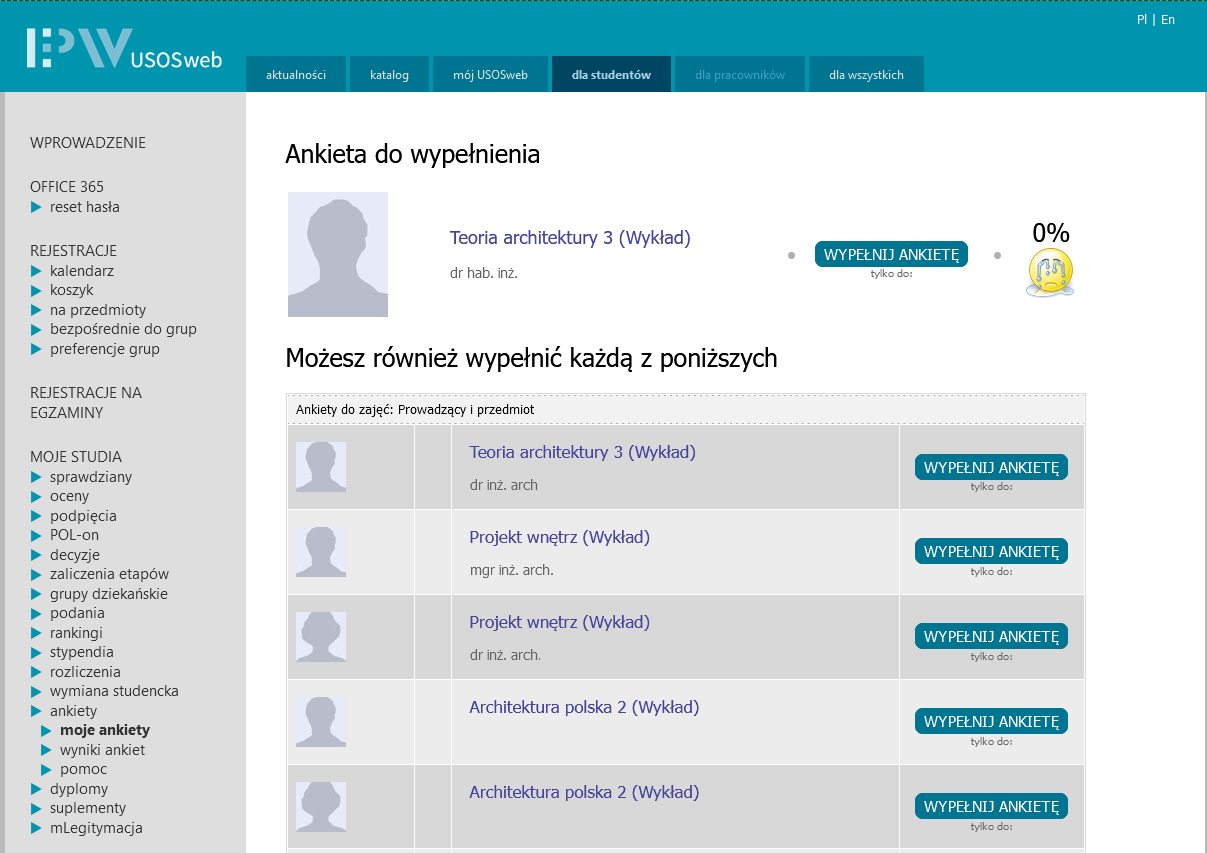 Pl | En
PW USOSweb
aktualności
katalog
mój USOSweb
dla studentów
dla pracowników
dla wszystkich
WPROWADZENIE
OFFICE 365
reset hasła
REJESTRACJE
kalendarz
koszyk
na przedmioty
bezpośrednie do grup
preferencje grup
REJESTRACJE NA
EGZAMINY
MOJE STUDIA
sprawdziany
oceny
podpięcia
POL-on
decyzje
zaliczenia etapów
grupy dziekańskie
podania
rankingi
stypendia
rozliczenia
wymiana studencka
ankiety
moje ankiety
wyniki ankiet
pomoc
dyplomy
suplementy
mLegitymacja
Ankieta do wypełnienia
Teoria architektury 3 (Wykład)
dr hab. inż.
WYPEŁNIJ ANKIETĘ
tylko do:
0%
Możesz również wypełnić każdą z poniższych
Ankiety do zajęć: Prowadzący i przedmiot
Teoria architektury 3 (Wykład)
dr inż. arch
WYPEŁNIJ ANKIETĘ
tylko do:
Projekt wnętrz (Wykład)
mgr inż. arch.
WYPEŁNIJ ANKIETĘ
tylko do:
Projekt wnętrz (Wykład)
dr inż. arch.
WYPEŁNIJ ANKIETĘ
tylko do:
Architektura polska 2 (Wykład)
WYPEŁNIJ ANKIETĘ
tylko do:
Architektura polska 2 (Wykład)
WYPEŁNIJ ANKIETĘ
tylko do: